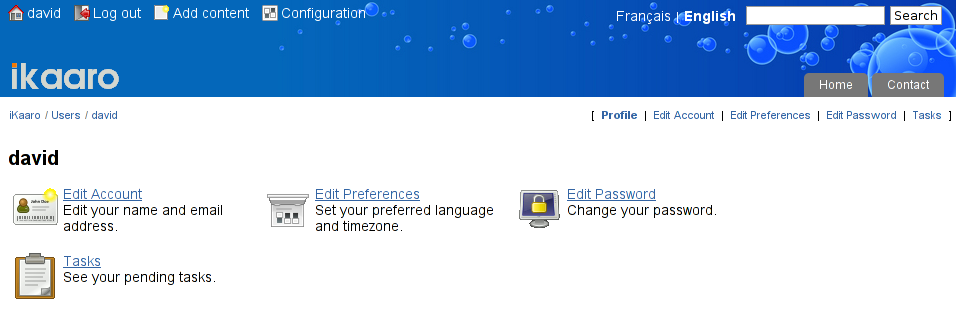 david Log out Add content Configuration Français | English Search
ikaaro
Home Contact
iKaaro / Users / david [ Profile | Edit Account | Edit Preferences | Edit Password | Tasks ]
david
John Doe
Edit Account
Edit your name and email
address.
Edit Preferences
Set your preferred language
and timezone.
Edit Password
Change your password.
Tasks
See your pending tasks.